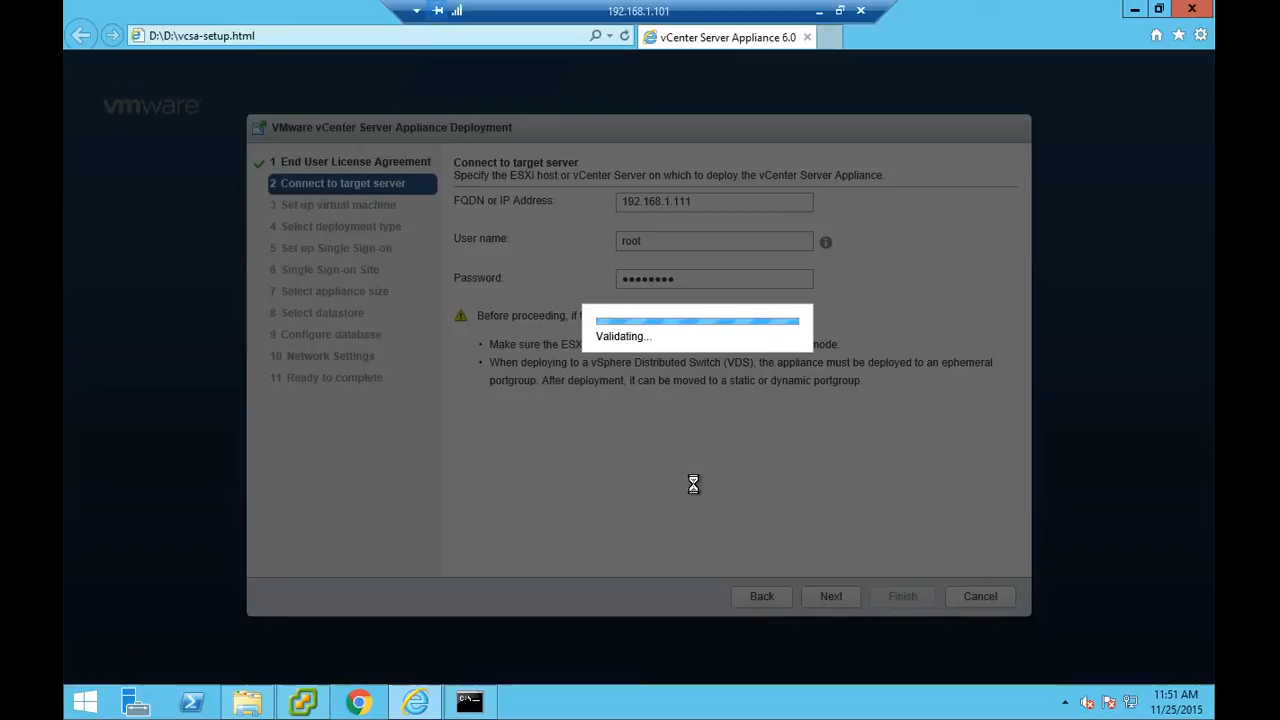 192.168.1.101
D:\D:\vcsa-setup.html
vCenter Server Appliance 6.0
vmware
VMware vCenter Server Appliance Deployment
1 End User License Agreement
2 Connect to target server
3 Set up virtual machine
4 Select deployment type
5 Set up Single Sign-on
6 Single Sign-on Site
7 Select appliance size
8 Select datastore
9 Configure database
10 Network Settings
11 Ready to complete
Connect to target server
Specify the ESXi host or vCenter Server on which to deploy the vCenter Server Appliance.
FQDN or IP Address:
192.168.1.111
User name:
root
Password:
••••••••
Before proceeding, if
Validating...
• Make sure the ESX
mode.
• When deploying to a vSphere Distributed Switch (VDS), the appliance must be deployed to an ephemeral
portgroup. After deployment, it can be moved to a static or dynamic portgroup.
Back
Next
Finish
Cancel
11:51 AM
11/25/2015